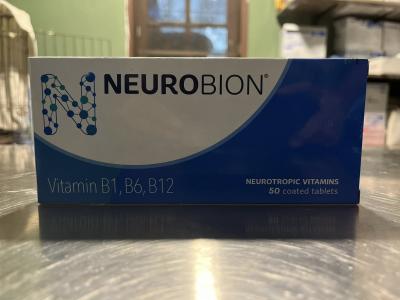 NEUROBION®
Vitamin B1, B6, B12
NEUROTROPIC VITAMINS
50 coated tablets